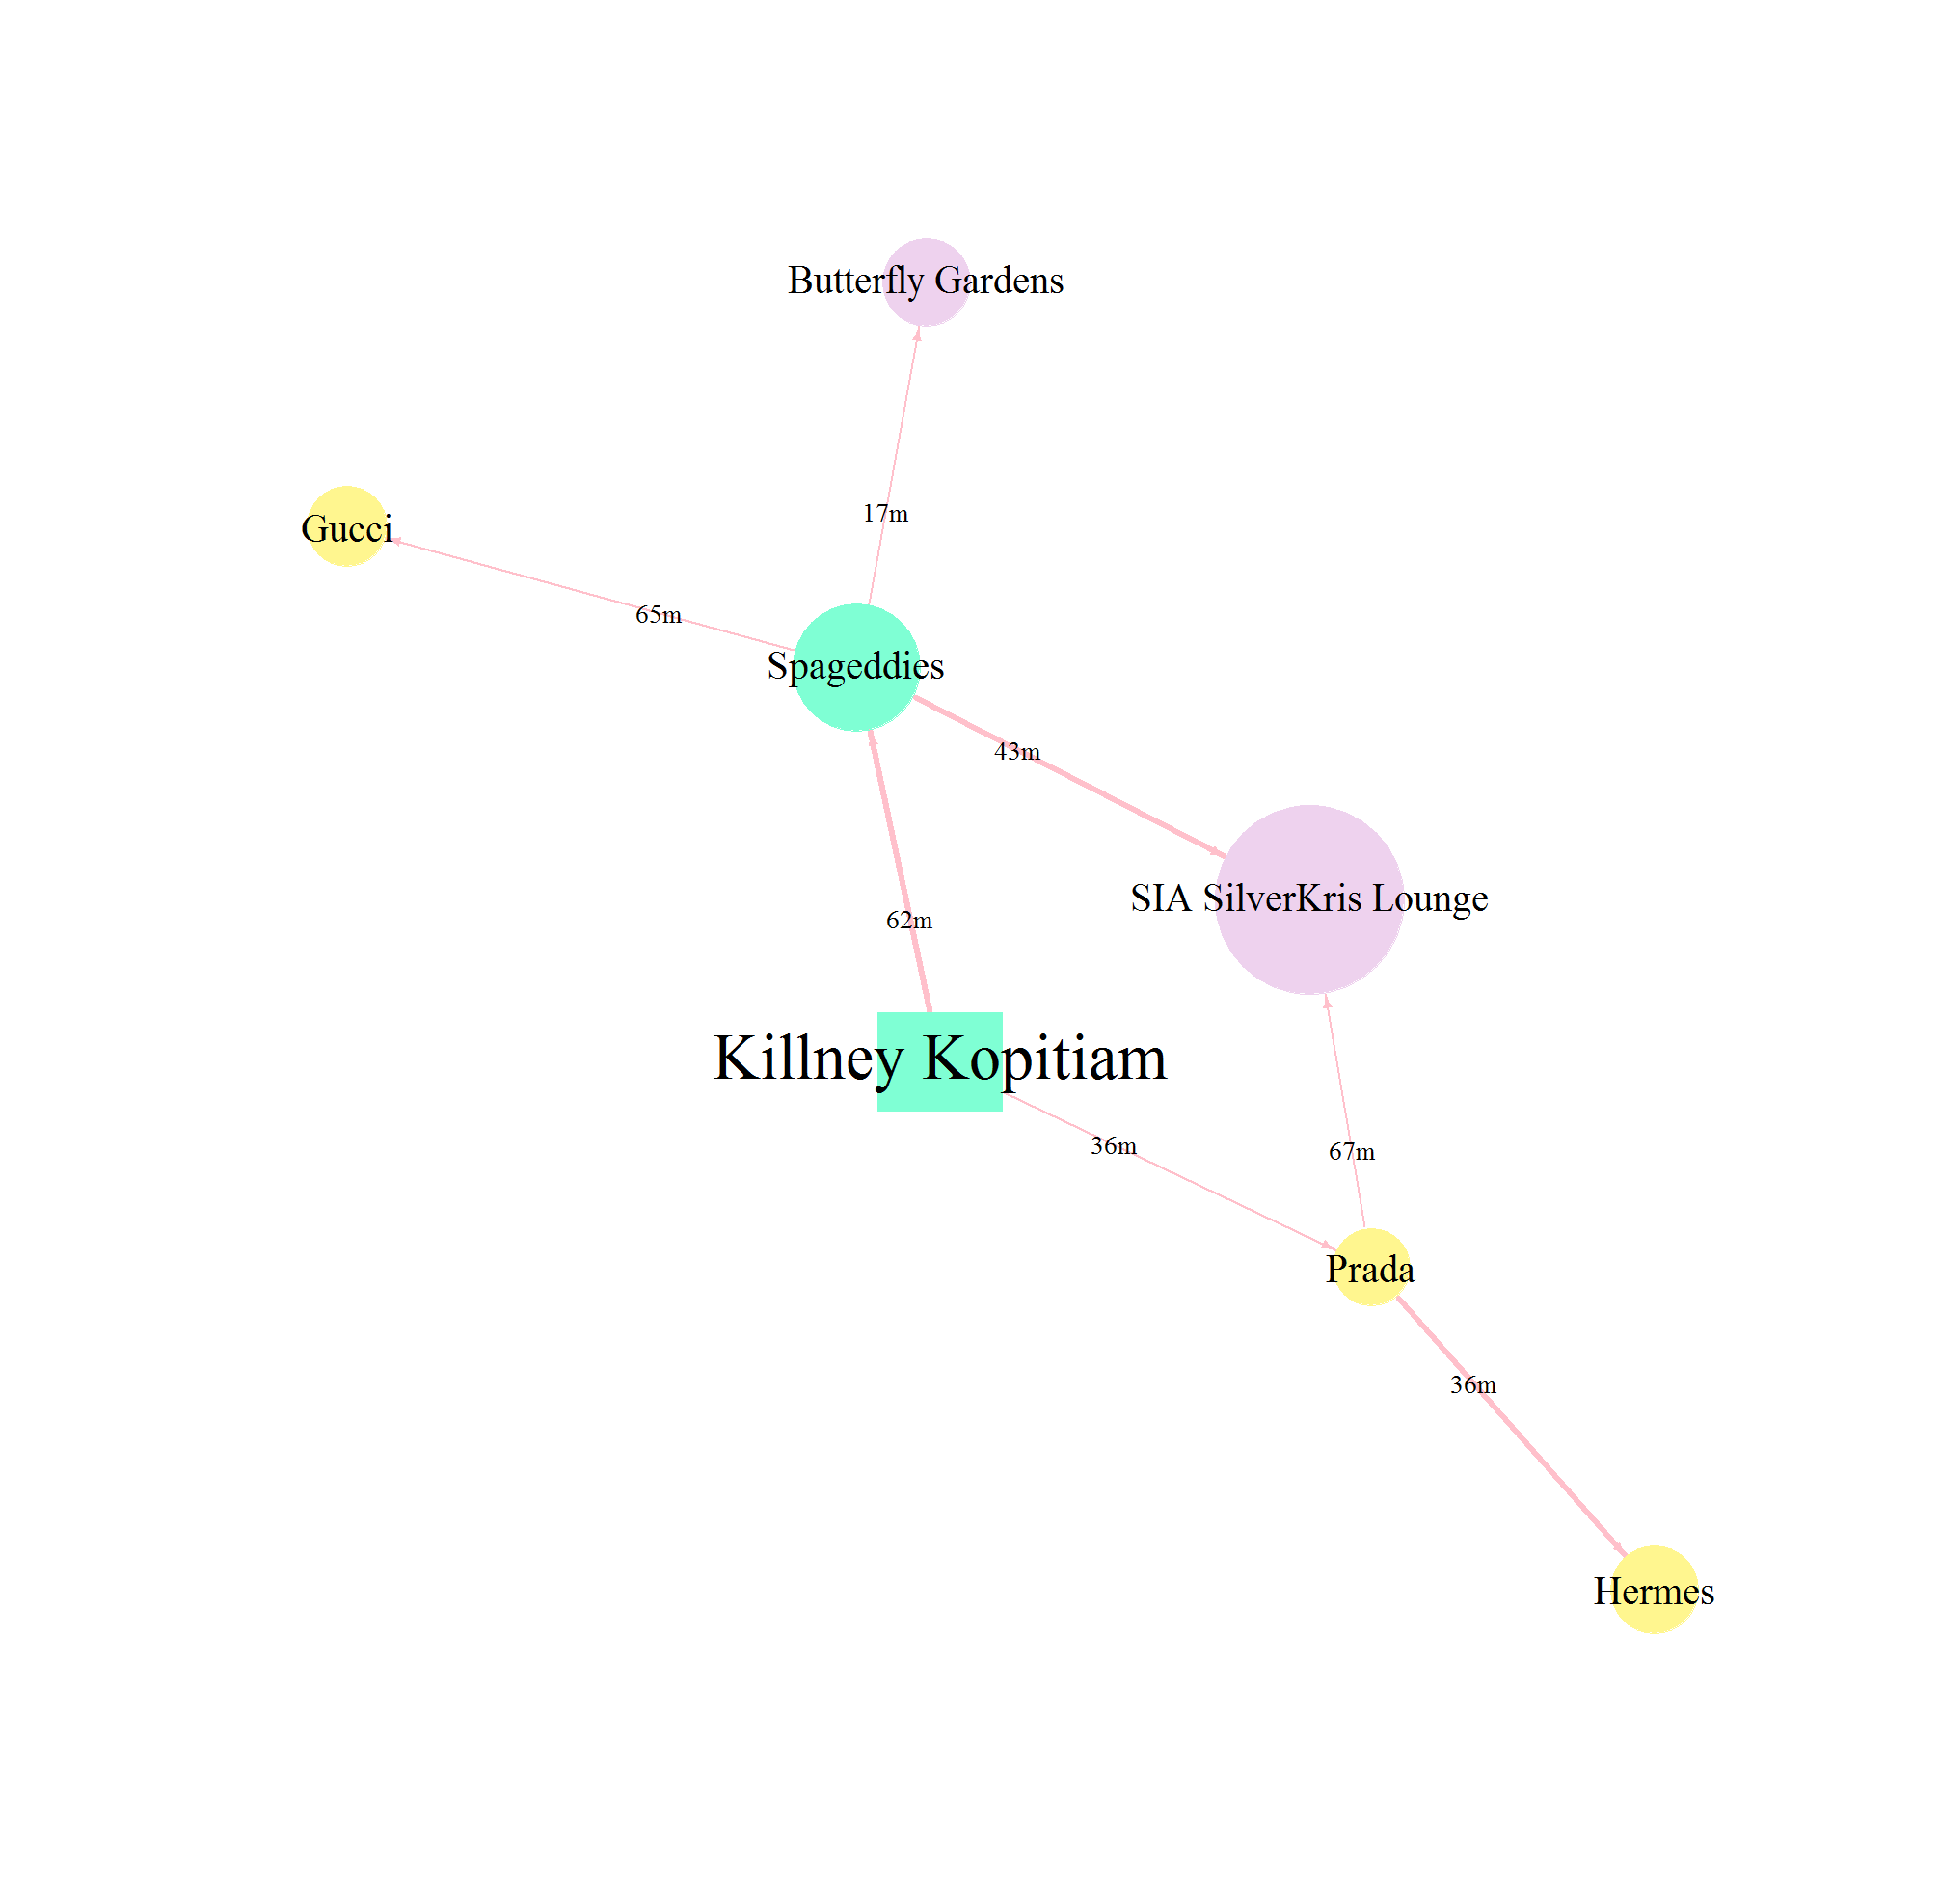 Butterfly Gardens
17m
Gucci
65m
Spageddies
43m
SIA SilverKris Lounge
62m
Killney Kopitiam
36m
67m
Prada
36m
Hermes